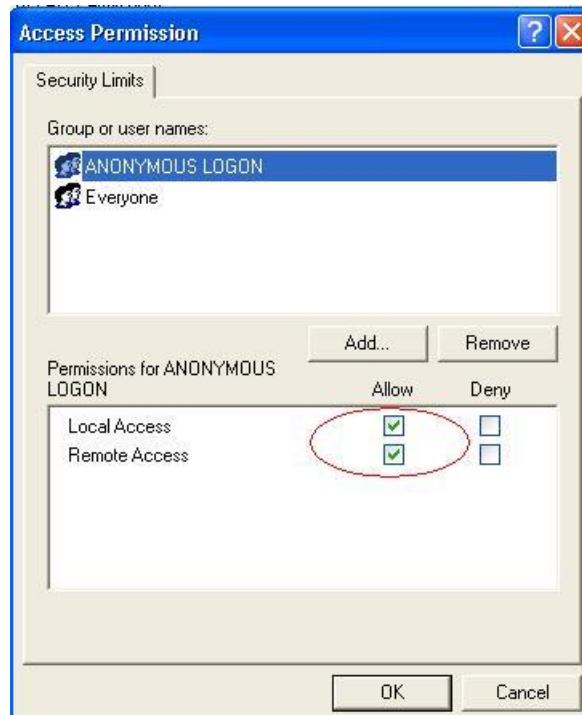 Access Permission
Security Limits
Group or user names:
ANONYMOUS LOGON
Everyone
Add... Remove
Permissions for ANONYMOUS
LOGON Allow Deny
Local Access
Remote Access
OK Cancel